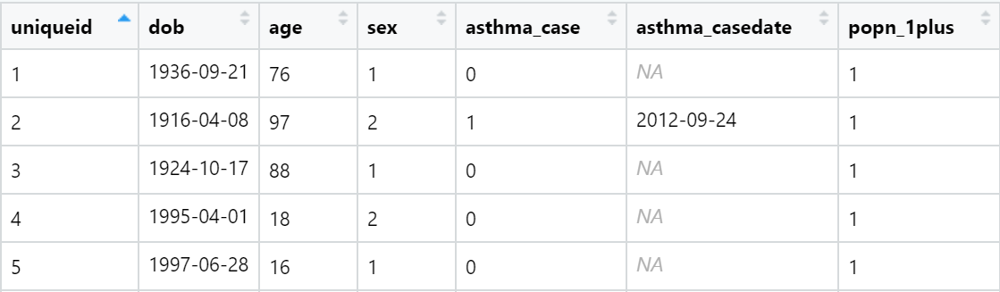 uniqueid dob age sex asthma_case asthma_casedate popn_1plus
1 1936-09-21 76 1 0 NA 1
2 1916-04-08 97 2 1 2012-09-24 1
3 1924-10-17 88 1 0 NA 1
4 1995-04-01 18 2 0 NA 1
5 1997-06-28 16 1 0 NA 1